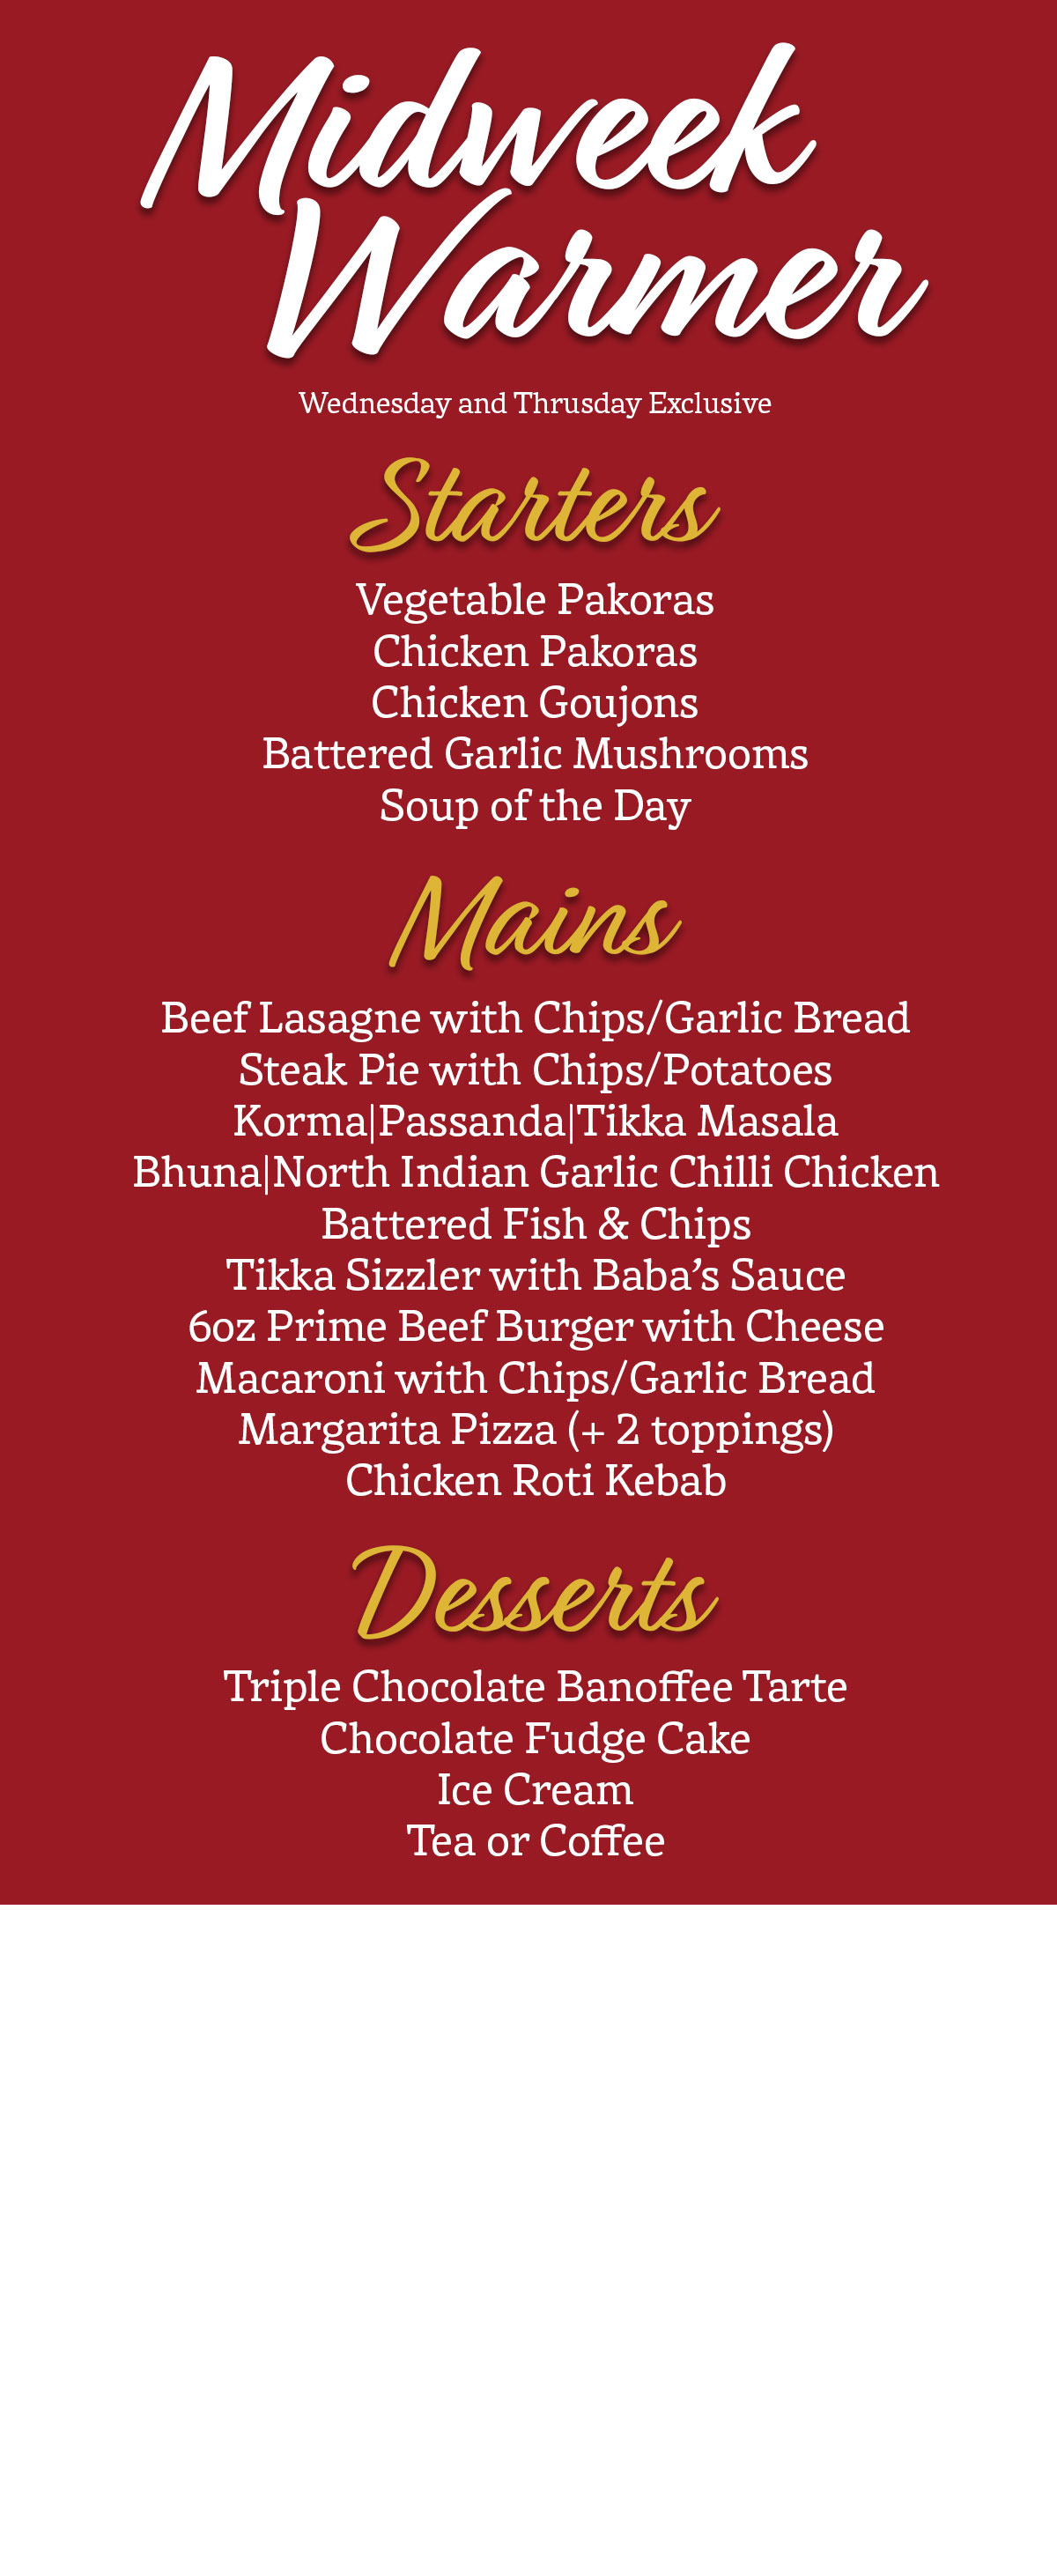 Midweek
Warmer
Wednesday and Thrusday Exclusive
Starters
Vegetable Pakoras
Chicken Pakoras
Chicken Goujons
Battered Garlic Mushrooms
Soup of the Day
Mains
Beef Lasagne with Chips/Garlic Bread
Steak Pie with Chips/Potatoes
Korma|Passanda|Tikka Masala
Bhuna|North Indian Garlic Chilli Chicken
Battered Fish & Chips
Tikka Sizzler with Baba’s Sauce
6oz Prime Beef Burger with Cheese
Macaroni with Chips/Garlic Bread
Margarita Pizza (+ 2 toppings)
Chicken Roti Kebab
Desserts
Triple Chocolate Banoffee Tarte
Chocolate Fudge Cake
Ice Cream
Tea or Coffee